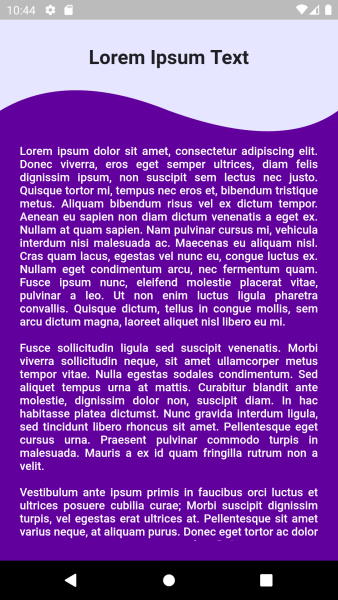 10:44
Lorem Ipsum Text
Lorem ipsum dolor sit amet, consectetur adipiscing elit.
Donec viverra, eros eget semper ultrices, diam felis
dignissim ipsum, non suscipit sem lectus nec justo.
Quisque tortor mi, tempus nec eros et, bibendum tristique
metus. Aliquam bibendum risus vel ex dictum tempor.
Aenean eu sapien non diam dictum venenatis a eget ex.
Nullam at quam sapien. Nam pulvinar cursus mi, vehicula
interdum nisi malesuada ac. Maecenas eu aliquam nisl.
Cras quam lacus, egestas vel nunc eu, congue luctus ex.
Nullam eget condimentum arcu, nec fermentum quam.
Fusce ipsum nunc, eleifend molestie placerat vitae,
pulvinar a leo. Ut non enim luctus ligula pharetra
convallis. Quisque dictum, tellus in congue mollis, sem
arcu dictum magna, laoreet aliquet nisl libero eu mi.
Fusce sollicitudin ligula sed suscipit venenatis. Morbi
viverra sollicitudin neque, sit amet ullamcorper metus
tempor vitae. Nulla egestas sodales condimentum. Sed
aliquet tempus urna at mattis. Curabitur blandit ante
molestie, dignissim dolor non, suscipit diam. In hac
habitasse platea dictumst. Nunc gravida interdum ligula,
sed tincidunt libero rhoncus sit amet. Pellentesque eget
cursus urna. Praesent pulvinar commodo turpis in
malesuada. Mauris a ex id quam fringilla rutrum non a
velit.
Vestibulum ante ipsum primis in faucibus orci luctus et
ultrices posuere cubilia curae; Morbi suscipit dignissim
turpis, vel egestas erat ultrices at. Pellentesque sit amet
varius neque, at aliquam purus. Donec eget tortor ac dolor